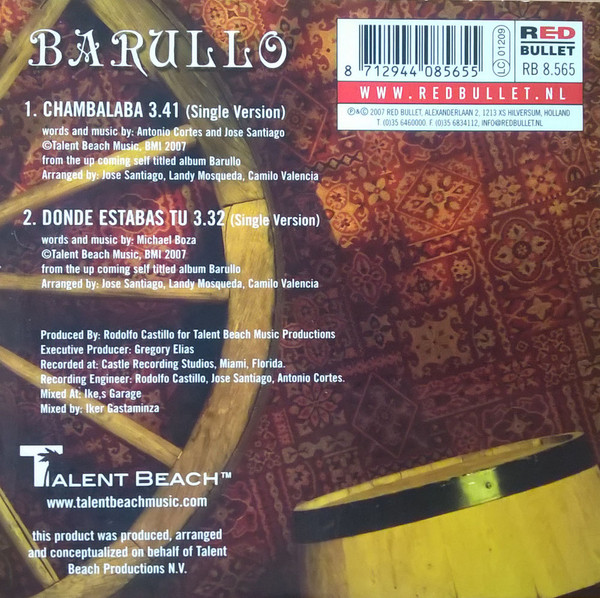 BARULLO
1. CHAMBALABA 3.41 (Single Version)
words and music by: Antonio Cortes and Jose Santiago
©Talent Beach Music, BMI 2007
from the up coming self titled album Barullo
Arranged by: Jose Santiago, Landy Mosqueda, Camilo Valencia
2. DONDE ESTABAS TU 3.32 (Single Version)
words and music by: Michael Boza
©Talent Beach Music, BMI 2007
from the up coming self titled album Barullo
Arranged by: Jose Santiago, Landy Mosqueda, Camilo Valencia
Produced By: Rodolfo Castillo for Talent Beach Music Productions
Executive Producer: Gregory Elias
Recorded at: Castle Recording Studios, Miami, Florida.
Recording Engineer: Rodolfo Castillo, Jose Santiago, Antonio Cortes.
Mixed At: Ike,s Garage
Mixed by: Iker Gastaminza
TALENT BEACH™
www.talentbeachmusic.com
this product was produced, arranged
and conceptualized on behalf of Talent
Beach Productions N.V.
8 712944 085655
LC 01209
RED
BULLET
RB 8.565
WWW.REDBULLET.NL
℗&© 2007 RED BULLET, ALEXANDERLAAN 2, 1213 XS HILVERSUM, HOLLAND
T (0)35 6460000. F (0)35 6834112, INFO@REDBULLET.NL